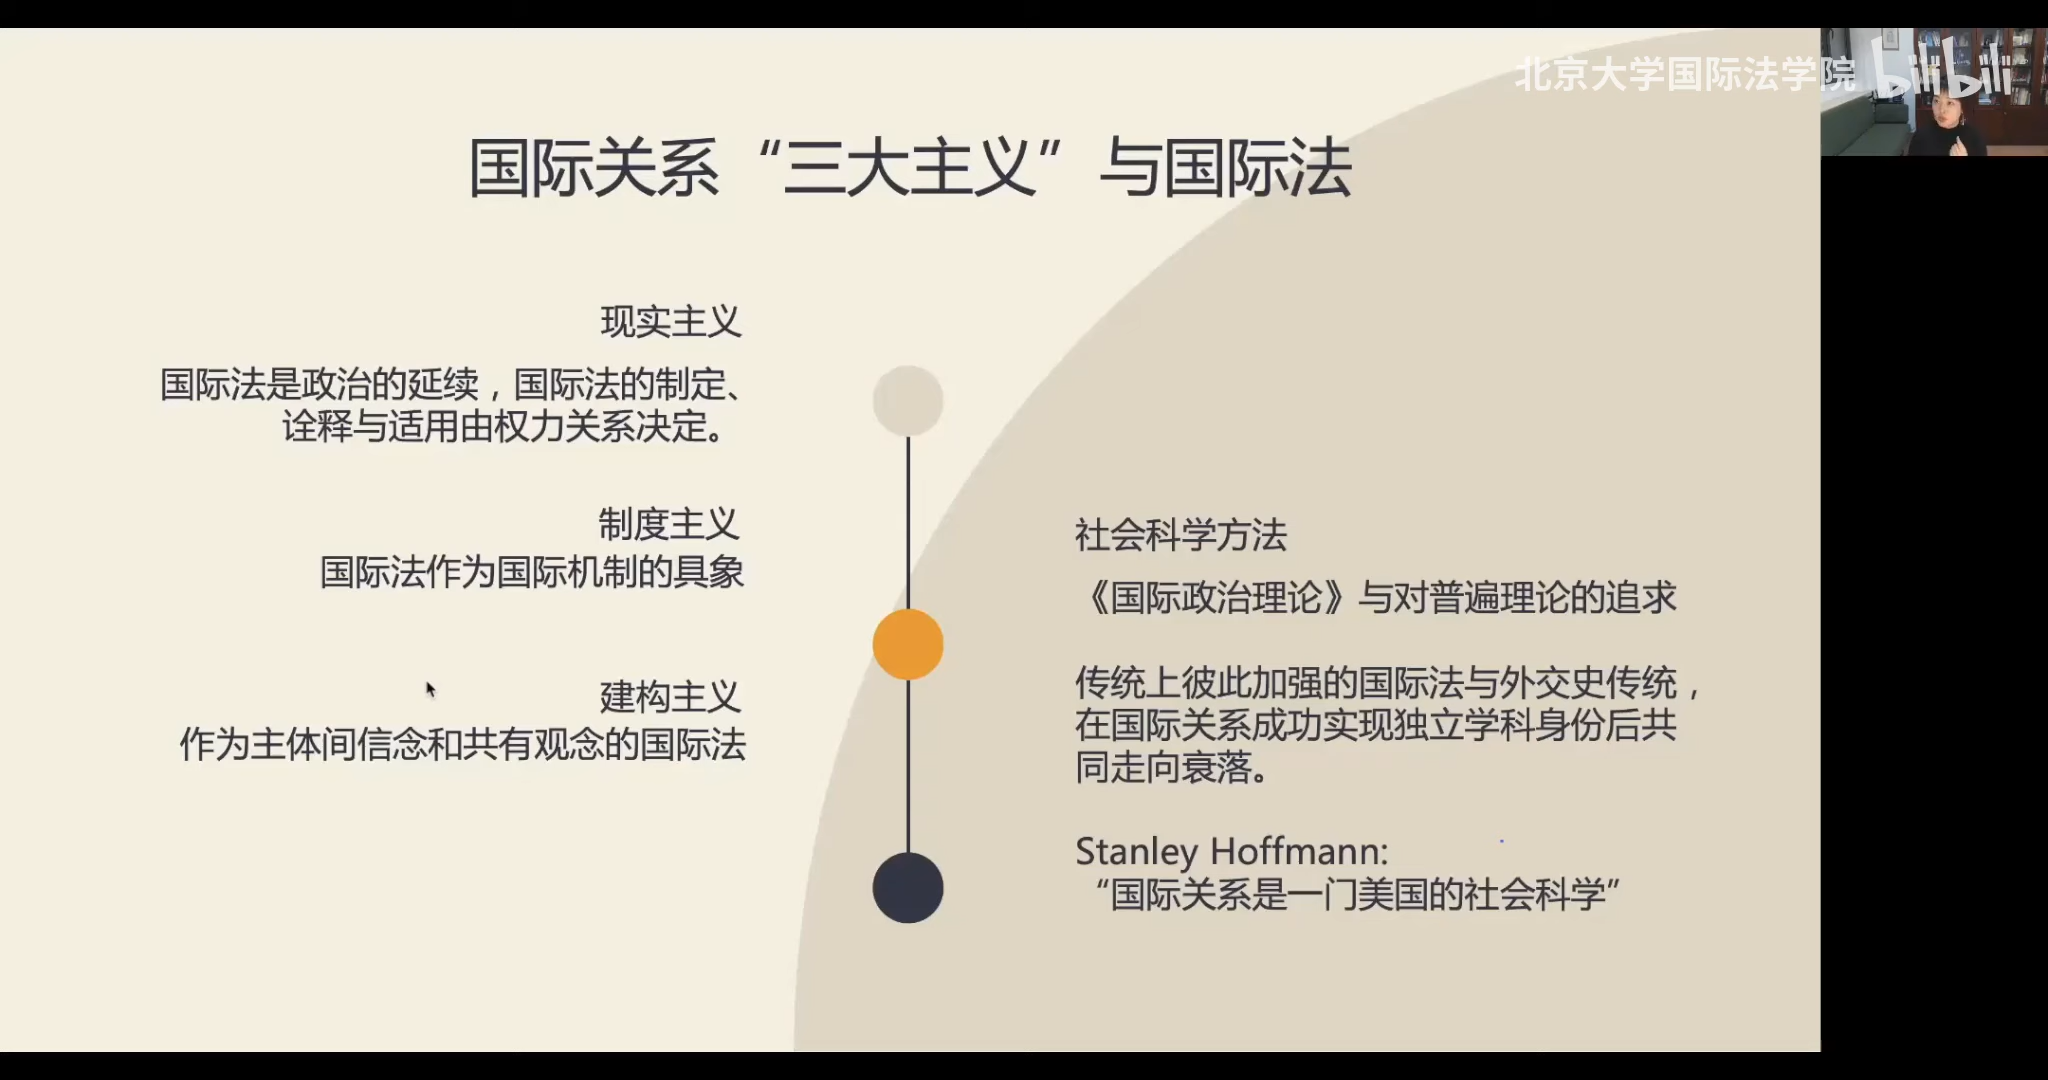 北京大学国际法学院 bilibili
国际关系“三大主义”与国际法
现实主义
国际法是政治的延续，国际法的制定、
诠释与适用由权力关系决定。
制度主义
国际法作为国际机制的具象
建构主义
作为主体间信念和共有观念的国际法
社会科学方法
《国际政治理论》与对普遍理论的追求
传统上彼此加强的国际法与外交史传统，
在国际关系成功实现独立学科身份后共
同走向衰落。
Stanley Hoffmann:
“国际关系是一门美国的社会科学”